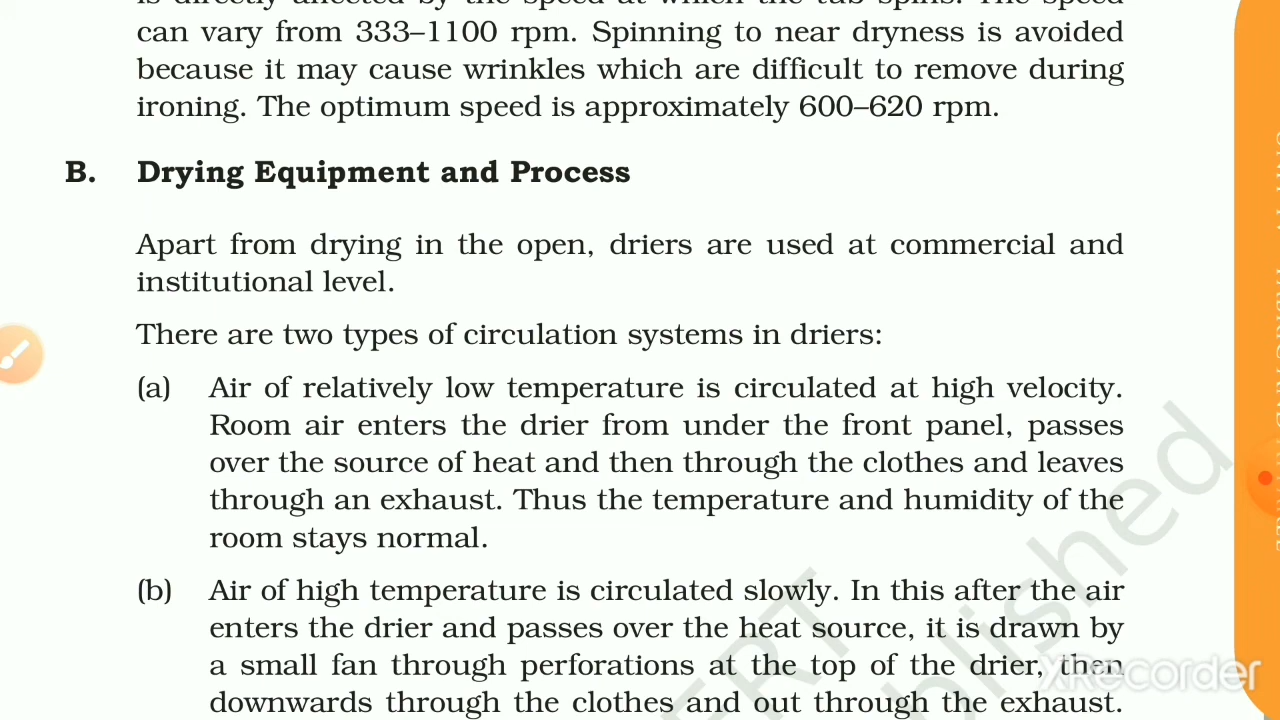 can vary from 333–1100 rpm. Spinning to near dryness is avoided
because it may cause wrinkles which are difficult to remove during
ironing. The optimum speed is approximately 600–620 rpm.
B. Drying Equipment and Process
Apart from drying in the open, driers are used at commercial and
institutional level.
There are two types of circulation systems in driers:
(a) Air of relatively low temperature is circulated at high velocity.
Room air enters the drier from under the front panel, passes
over the source of heat and then through the clothes and leaves
through an exhaust. Thus the temperature and humidity of the
room stays normal.
(b) Air of high temperature is circulated slowly. In this after the air
enters the drier and passes over the heat source, it is drawn by
a small fan through perforations at the top of the drier, then
downwards through the clothes and out through the exhaust.
XRecorder